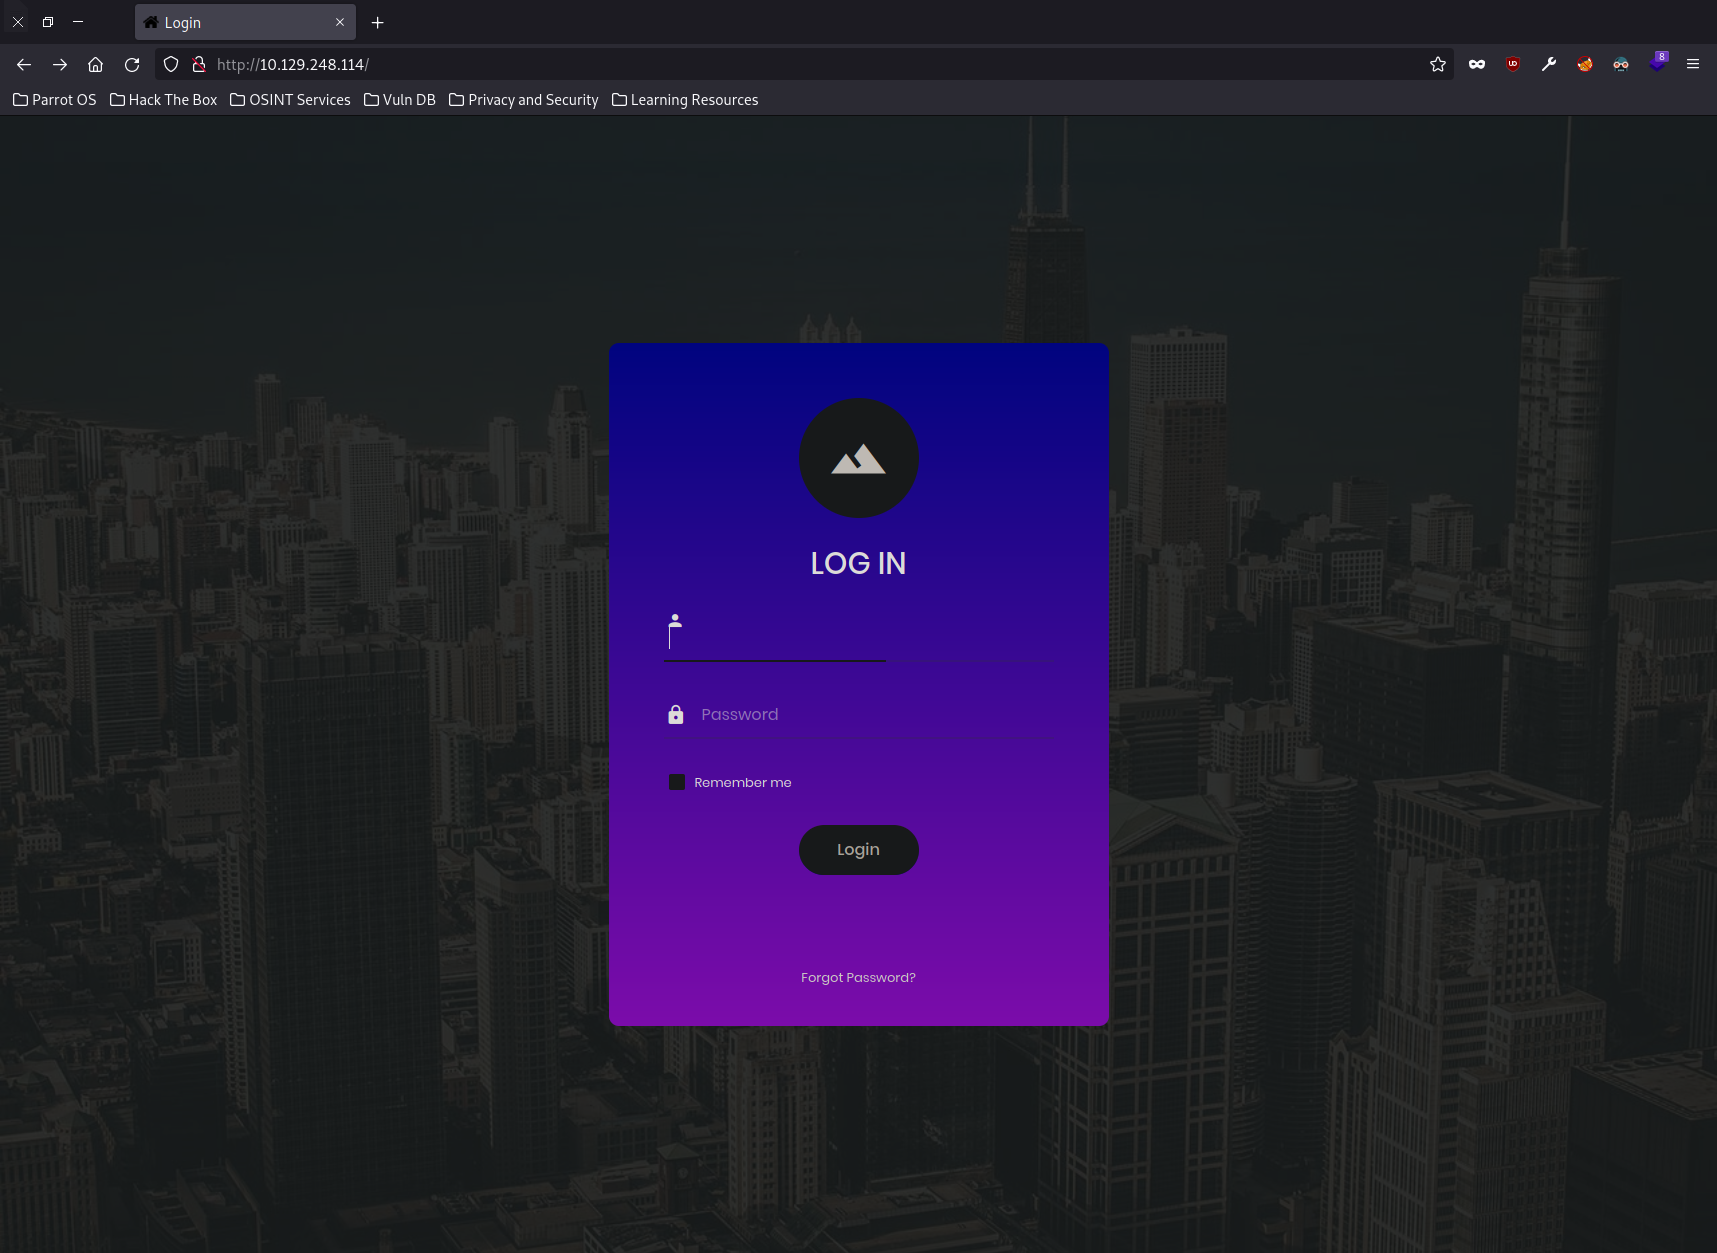 Login
http://10.129.248.114/
8
Parrot OS Hack The Box OSINT Services Vuln DB Privacy and Security Learning Resources
LOG IN
Password
Remember me
Login
Forgot Password?